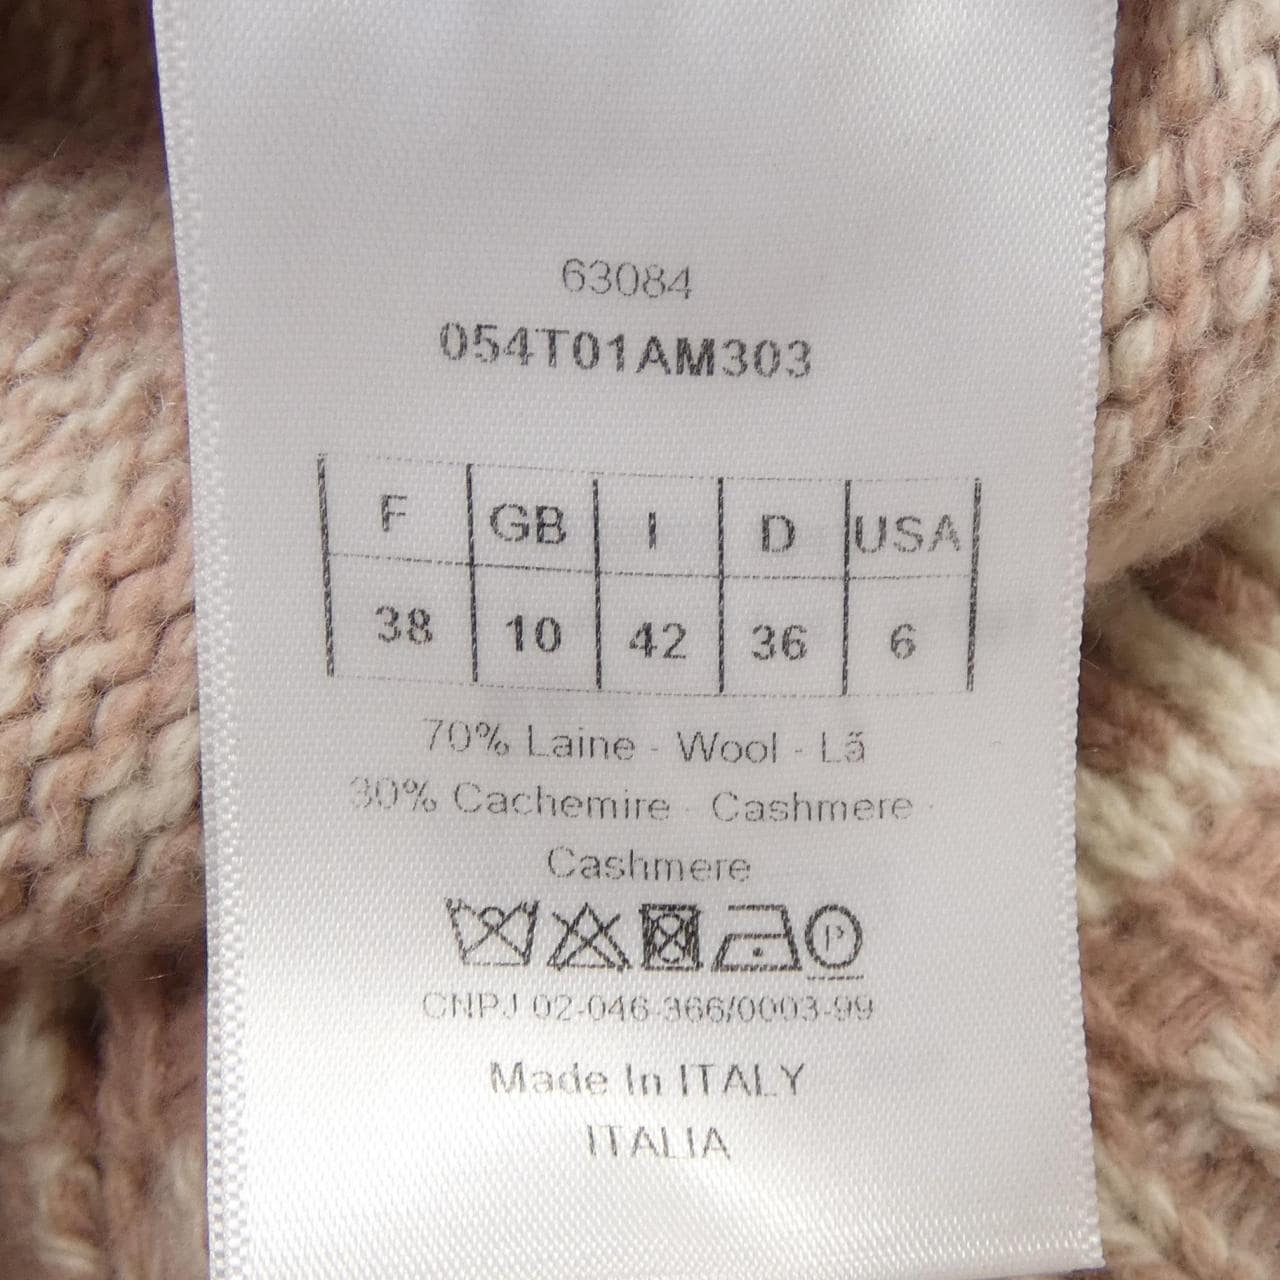 63084
054T01AM303
F GB I D USA
38 10 42 36 6
70% Laine - Wool - Lã
30% Cachemire - Cashmere -
Cashmere
P
CNPJ 02-046-366/0003-99
Made In ITALY
ITALIA